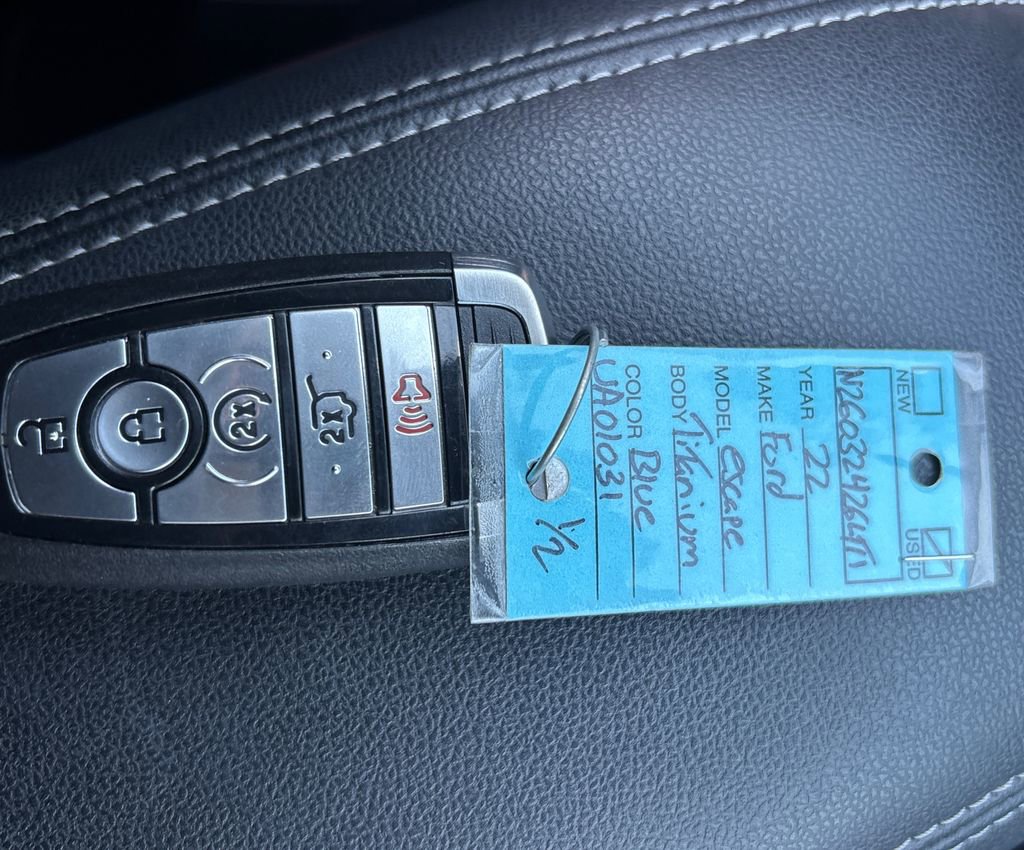 NEW USED
YEAR 22
MAKE Ford
MODEL escape
BODY Titanium
COLOR Blue
UA01031
1/2
2x
2x